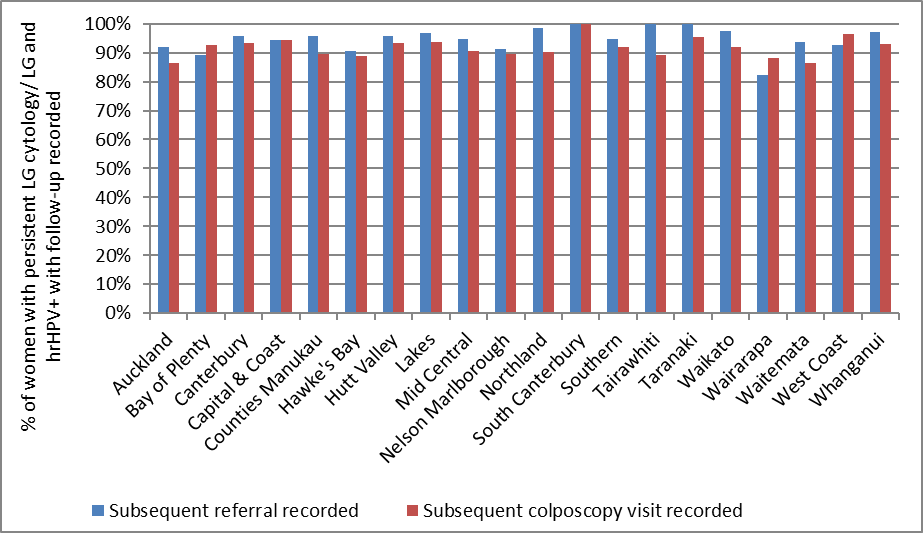 % of women with persistent LG cytology/ LG and
hrHPV+ with follow-up recorded
100%
90%
80%
70%
60%
50%
40%
30%
20%
10%
0%
Auckland
Bay of Plenty
Canterbury
Capital & Coast
Counties Manukau
Hawke's Bay
Hutt Valley
Lakes
Mid Central
Nelson Marlborough
Northland
South Canterbury
Southern
Tairawhiti
Taranaki
Waikato
Wairarapa
Waitemata
West Coast
Whanganui
Subsequent referral recorded
Subsequent colposcopy visit recorded